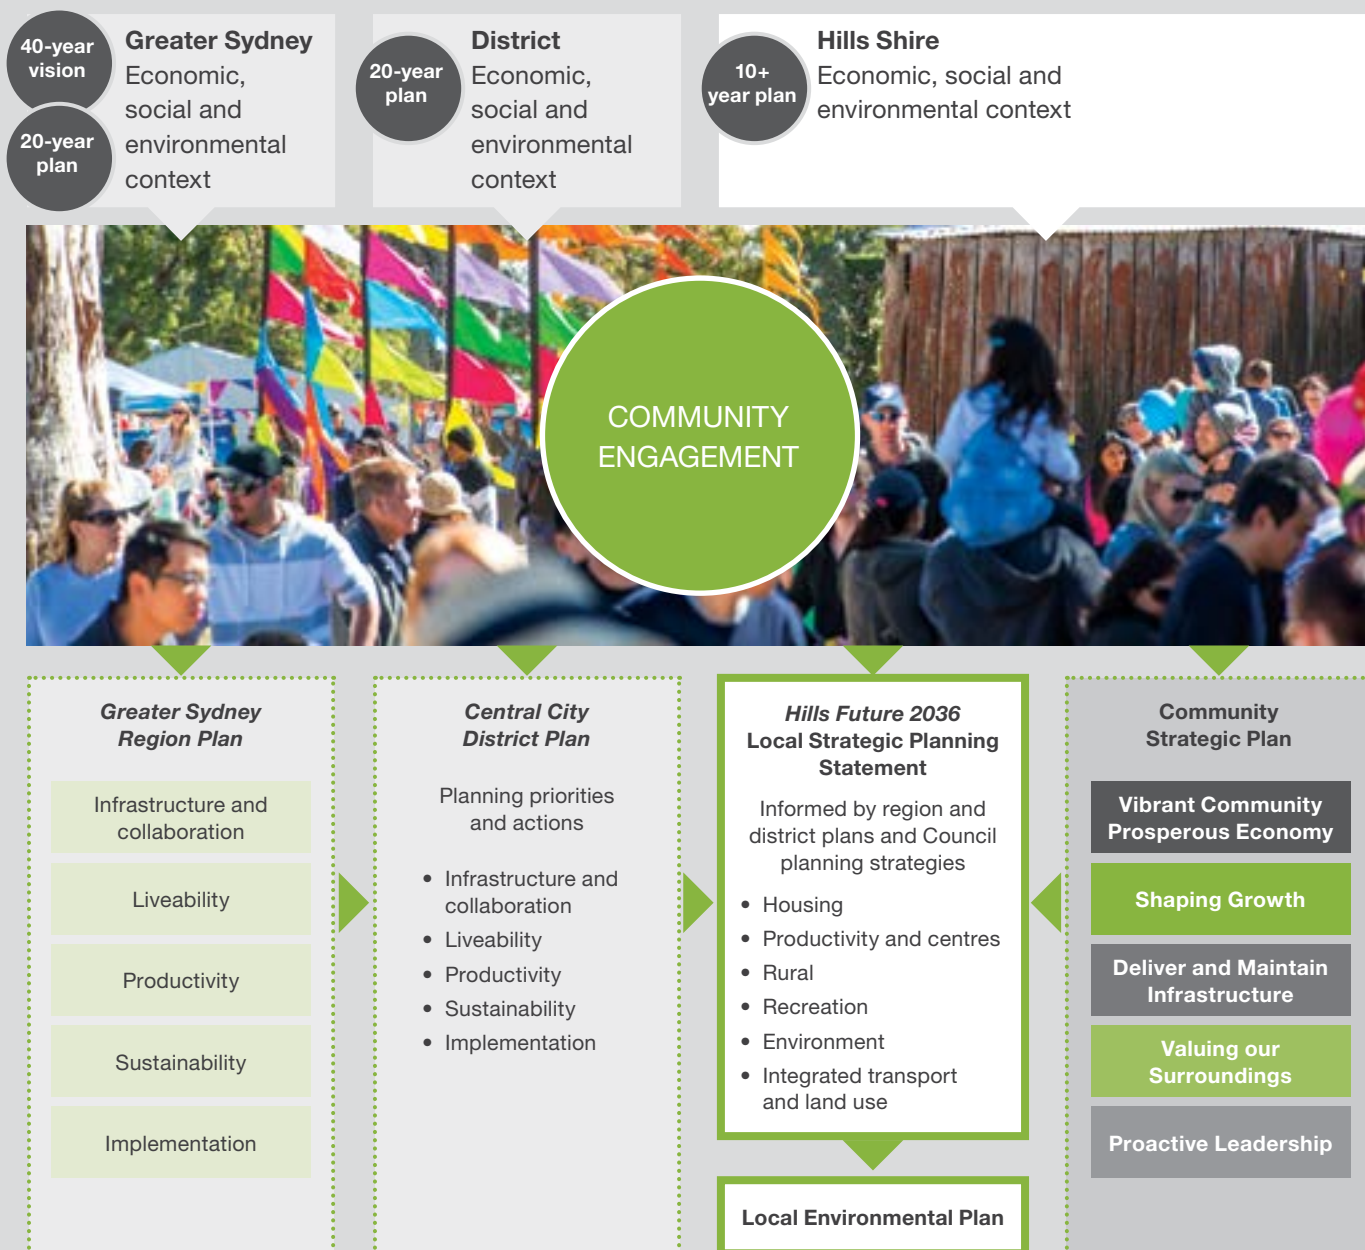 40-year
vision
20-year
plan
Greater Sydney
Economic,
social and
environmental
context
20-year
plan
District
Economic,
social and
environmental
context
10+
year plan
Hills Shire
Economic, social and
environmental context
COMMUNITY
ENGAGEMENT
Greater Sydney
Region Plan
Infrastructure and
collaboration
Liveability
Productivity
Sustainability
Implementation
Central City
District Plan
Planning priorities
and actions
• Infrastructure and
collaboration
• Liveability
• Productivity
• Sustainability
• Implementation
Hills Future 2036
Local Strategic Planning
Statement
Informed by region and
district plans and Council
planning strategies
• Housing
• Productivity and centres
• Rural
• Recreation
• Environment
• Integrated transport
and land use
Local Environmental Plan
Community
Strategic Plan
Vibrant Community
Prosperous Economy
Shaping Growth
Deliver and Maintain
Infrastructure
Valuing our
Surroundings
Proactive Leadership